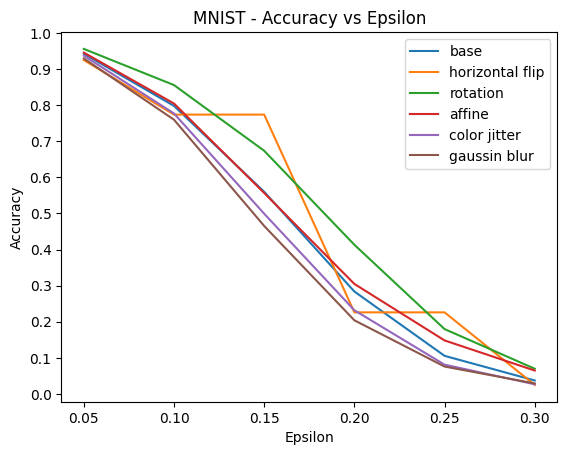 MNIST - Accuracy vs Epsilon
base
horizontal flip
rotation
affine
color jitter
gaussin blur
Accuracy
1.0
0.9
0.8
0.7
0.6
0.5
0.4
0.3
0.2
0.1
0.0
0.05 0.10 0.15 0.20 0.25 0.30
Epsilon